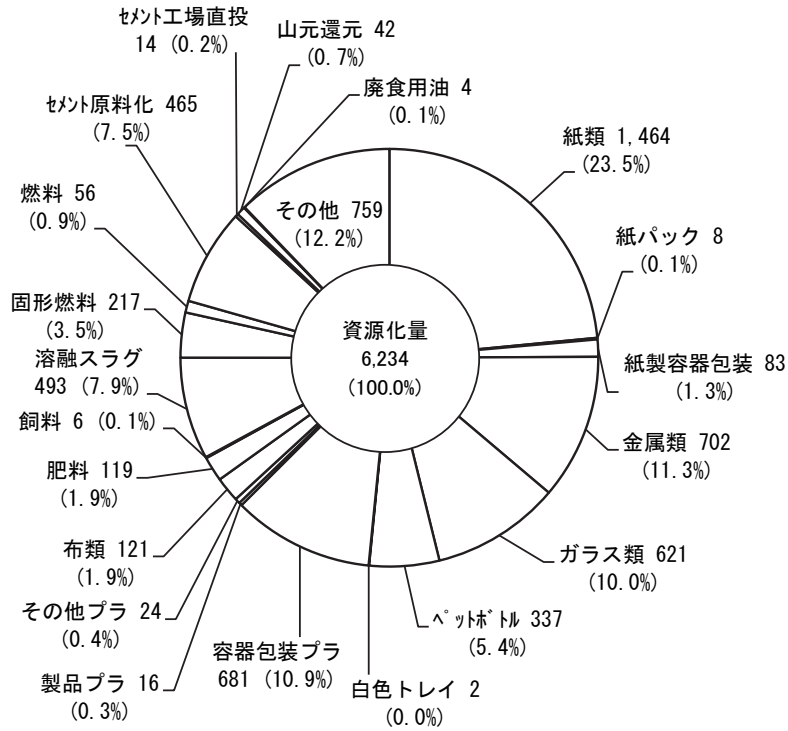 資源化量
6,234
(100.0%)
紙類 1,464
(23.5%)
紙パック 8
(0.1%)
紙製容器包装 83
(1.3%)
金属類 702
(11.3%)
ガラス類 621
(10.0%)
ペットボトル 337
(5.4%)
白色トレイ 2
(0.0%)
容器包装プラ
681 (10.9%)
製品プラ 16
(0.3%)
その他プラ 24
(0.4%)
布類 121
(1.9%)
肥料 119
(1.9%)
飼料 6 (0.1%)
溶融スラグ
493 (7.9%)
固形燃料 217
(3.5%)
燃料 56
(0.9%)
セメント原料化 465
(7.5%)
セメント工場直投
14 (0.2%)
山元還元 42
(0.7%)
廃食用油 4
(0.1%)
その他 759
(12.2%)